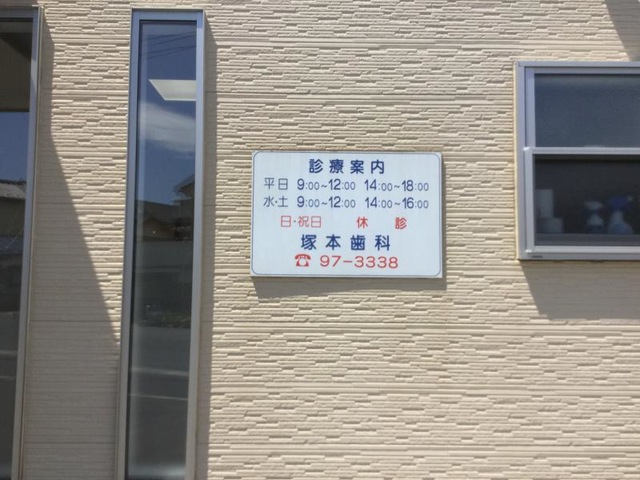 診療案内
平日 9:00~12:00 14:00~18:00
水・土 9:00~12:00 14:00~16:00
日・祝日 休診
塚本歯科
☎ 97-3338